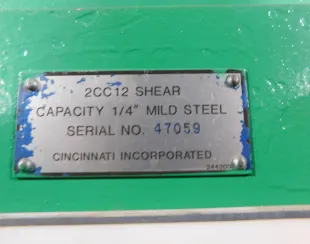 2CC12 SHEAR
CAPACITY 1/4" MILD STEEL
SERIAL NO. 47059
CINCINNATI INCORPORATED